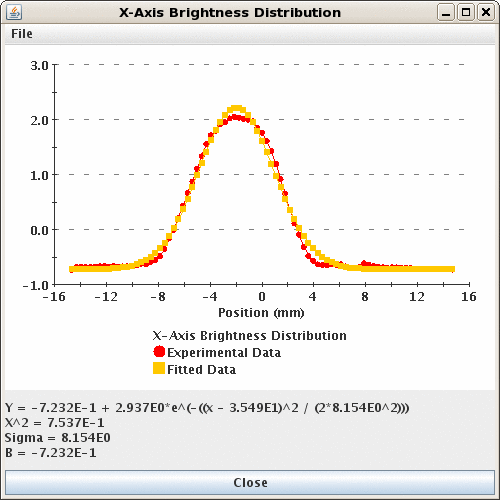 X-Axis Brightness Distribution
File
3.0
2.0
1.0
0.0
-1.0
-16 -12 -8 -4 0 4 8 12 16
Position (mm)
X-Axis Brightness Distribution
Experimental Data
Fitted Data
Y = -7.232E-1 + 2.937E0*e^(-((x - 3.549E1)^2 / (2*8.154E0^2)))
X^2 = 7.537E-1
Sigma = 8.154E0
B = -7.232E-1
Close